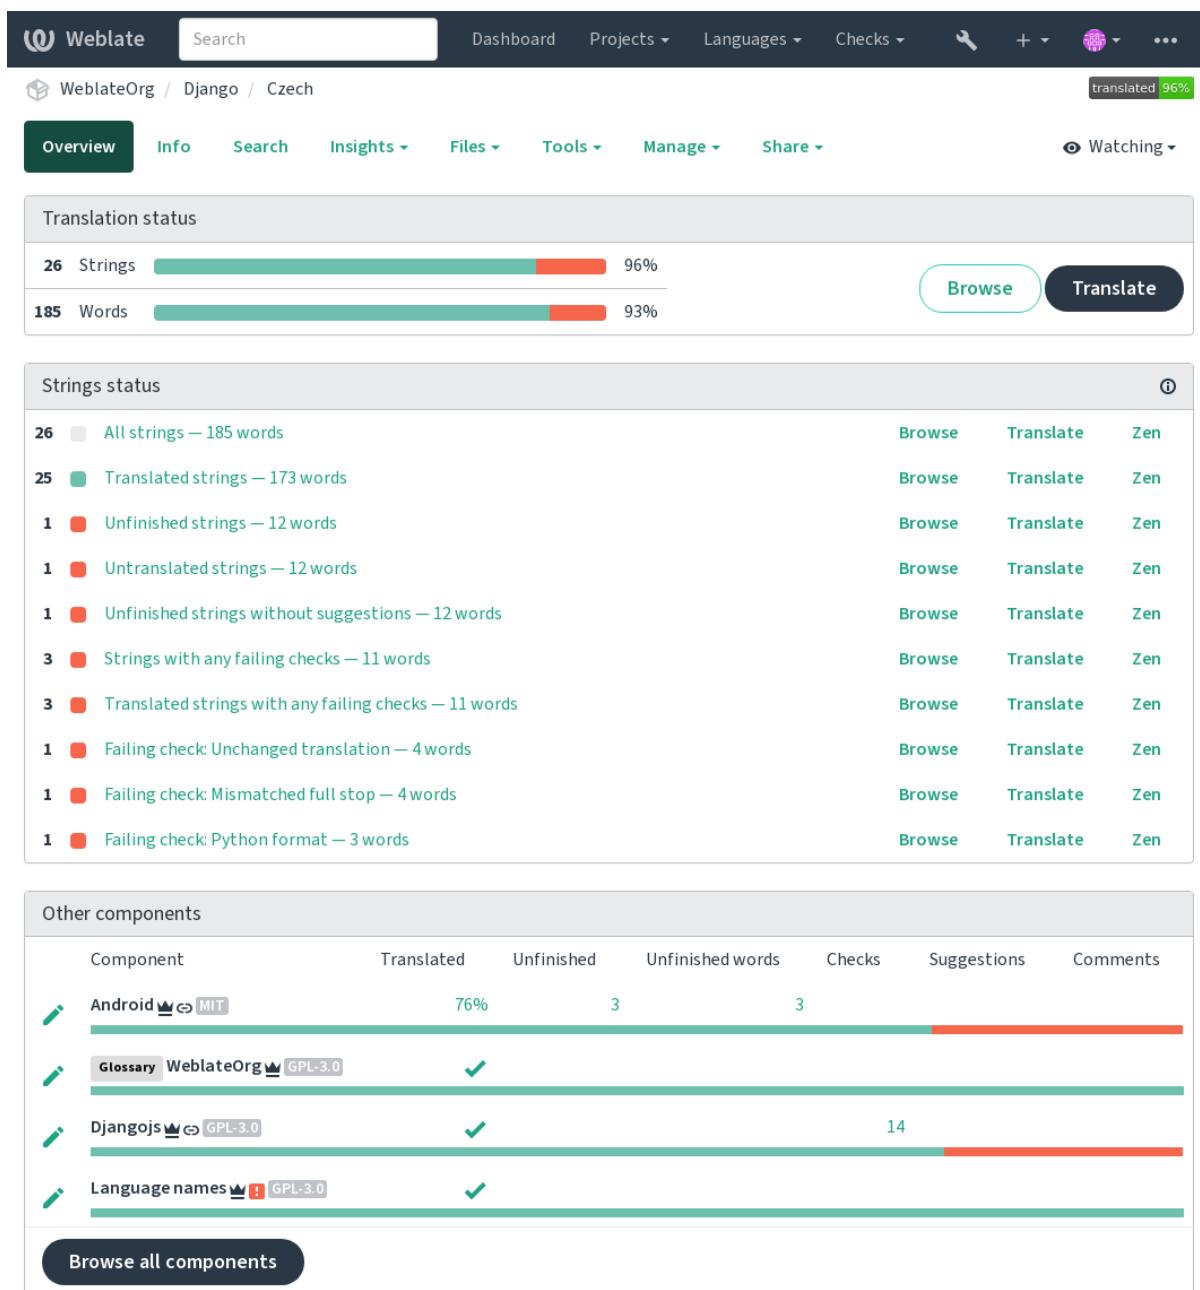 Weblate Search Dashboard Projects Languages Checks
WeblateOrg / Django / Czech translated 96%
Overview Info Search Insights Files Tools Manage Share Watching
Translation status
26 Strings 96%
Browse Translate
185 Words 93%
Strings status
26 All strings — 185 words Browse Translate Zen
25 Translated strings — 173 words Browse Translate Zen
1 Unfinished strings — 12 words Browse Translate Zen
1 Untranslated strings — 12 words Browse Translate Zen
1 Unfinished strings without suggestions — 12 words Browse Translate Zen
3 Strings with any failing checks — 11 words Browse Translate Zen
3 Translated strings with any failing checks — 11 words Browse Translate Zen
1 Failing check: Unchanged translation — 4 words Browse Translate Zen
1 Failing check: Mismatched full stop — 4 words Browse Translate Zen
1 Failing check: Python format — 3 words Browse Translate Zen
Other components
Component Translated Unfinished Unfinished words Checks Suggestions Comments
Android MIT 76% 3 3
Glossary WeblateOrg GPL-3.0
Djangojs GPL-3.0 14
Language names GPL-3.0
Browse all components